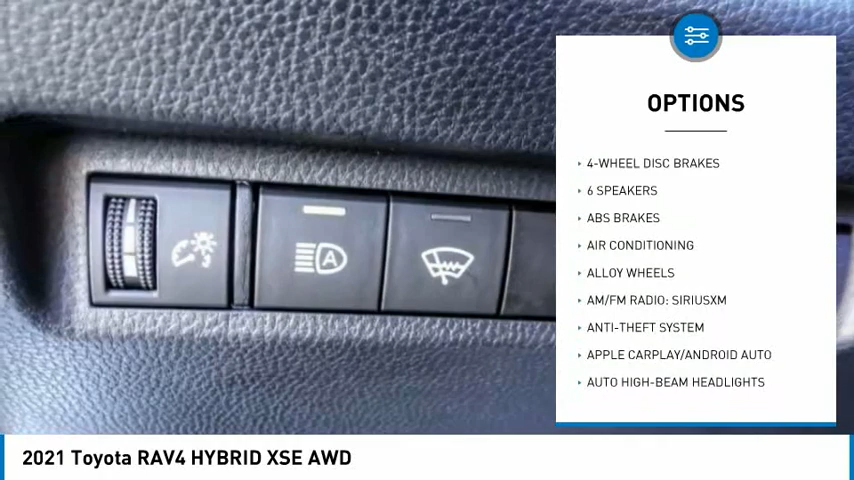 OPTIONS
4-WHEEL DISC BRAKES
6 SPEAKERS
ABS BRAKES
AIR CONDITIONING
ALLOY WHEELS
AM/FM RADIO: SIRIUSXM
ANTI-THEFT SYSTEM
APPLE CARPLAY/ANDROID AUTO
AUTO HIGH-BEAM HEADLIGHTS
A
2021 Toyota RAV4 HYBRID XSE AWD